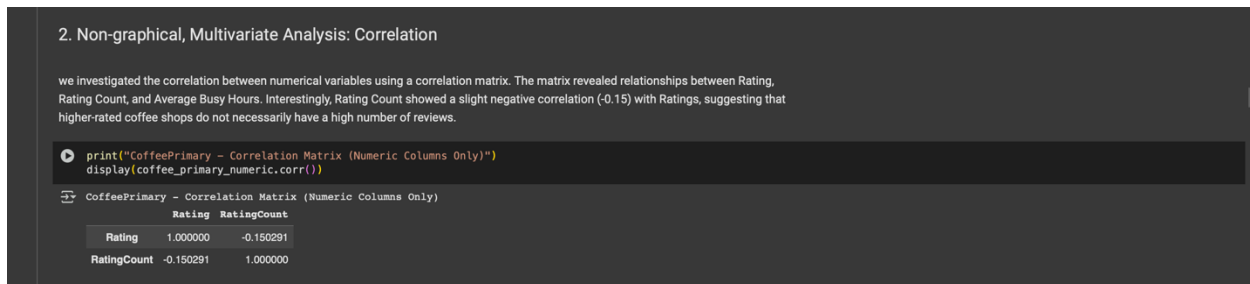 2. Non-graphical, Multivariate Analysis: Correlation
we investigated the correlation between numerical variables using a correlation matrix. The matrix revealed relationships between Rating,
Rating Count, and Average Busy Hours. Interestingly, Rating Count showed a slight negative correlation (-0.15) with Ratings, suggesting that
higher-rated coffee shops do not necessarily have a high number of reviews.
print("CoffeePrimary – Correlation Matrix (Numeric Columns Only)")
display(coffee_primary_numeric.corr())
CoffeePrimary – Correlation Matrix (Numeric Columns Only)
Rating RatingCount
Rating 1.000000 -0.150291
RatingCount -0.150291 1.000000